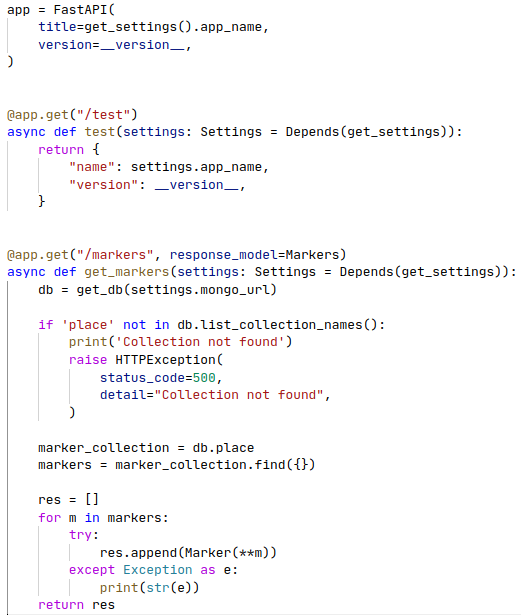 app = FastAPI(
    title=get_settings().app_name,
    version=__version__,
)
@app.get("/test")
async def test(settings: Settings = Depends(get_settings)):
    return {
        "name": settings.app_name,
        "version": __version__,
    }
@app.get("/markers", response_model=Markers)
async def get_markers(settings: Settings = Depends(get_settings)):
    db = get_db(settings.mongo_url)
    if 'place' not in db.list_collection_names():
        print('Collection not found')
        raise HTTPException(
            status_code=500,
            detail="Collection not found",
        )
    marker_collection = db.place
    markers = marker_collection.find({})
    res = []
    for m in markers:
        try:
            res.append(Marker(**m))
        except Exception as e:
            print(str(e))
    return res